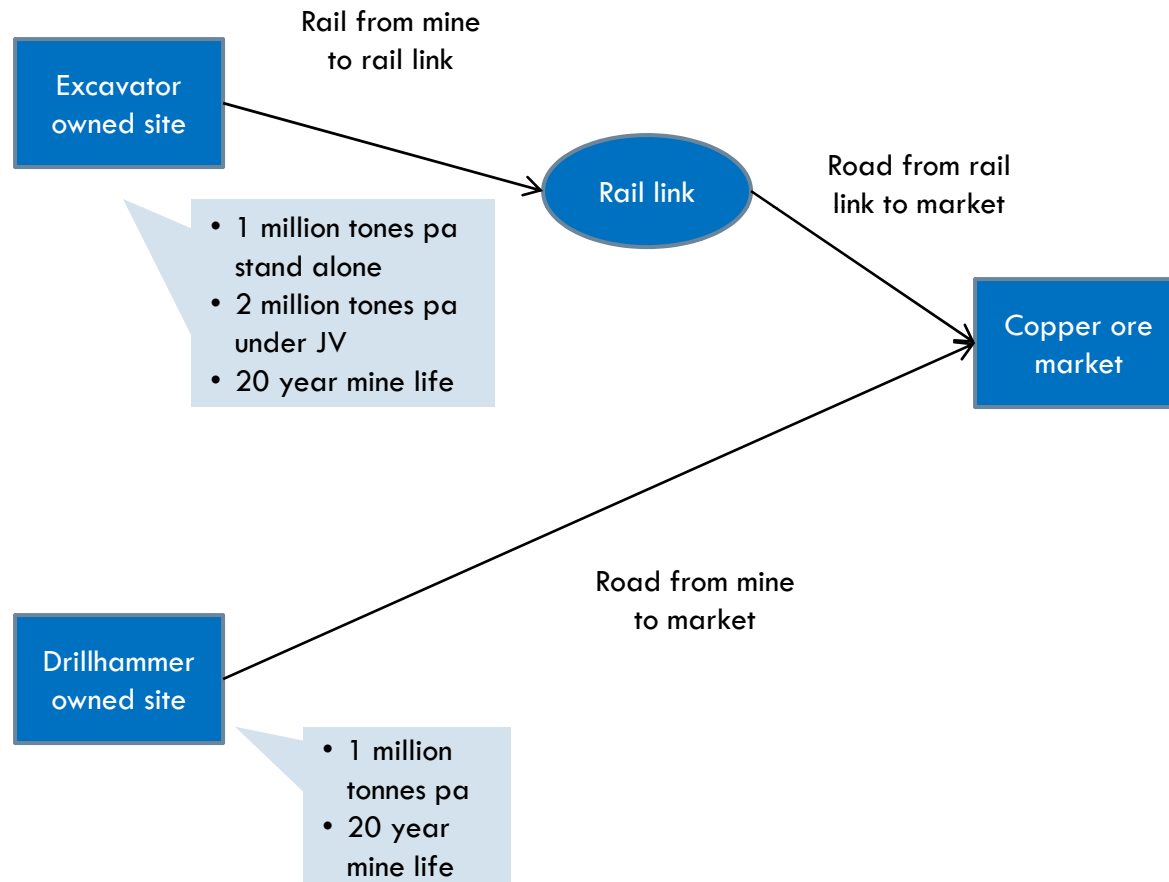 Rail from mine
to rail link
Excavator
owned site
Rail link
Road from rail
link to market
• 1 million tones pa
stand alone
• 2 million tones pa
under JV
• 20 year mine life
Copper ore
market
Road from mine
to market
Drillhammer
owned site
• 1 million
tonnes pa
• 20 year
mine life